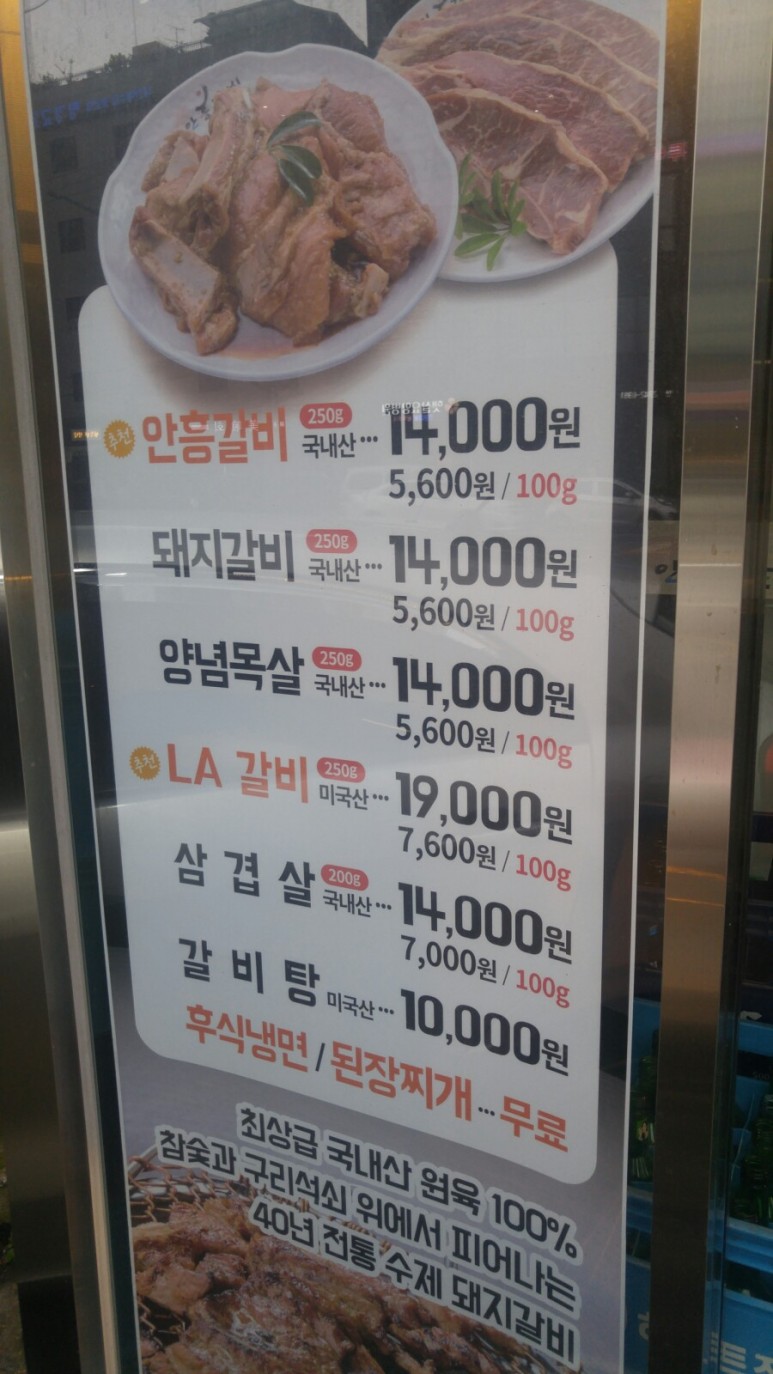 추천 안흥갈비 250g 국내산 ··· 14,000원
5,600원 / 100g
돼지갈비 250g 국내산 ··· 14,000원
5,600원 / 100g
양념목살 250g 국내산 ··· 14,000원
5,600원 / 100g
추천 LA 갈비 250g 미국산 ··· 19,000원
7,600원 / 100g
삼겹살 200g 국내산 ··· 14,000원
7,000원 / 100g
갈비탕 미국산 ··· 10,000원
후식냉면 / 된장찌개 ··· 무료
최상급 국내산 원육 100%
참숯과 구리석쇠 위에서 피어나는
40년 전통 수제 돼지갈비